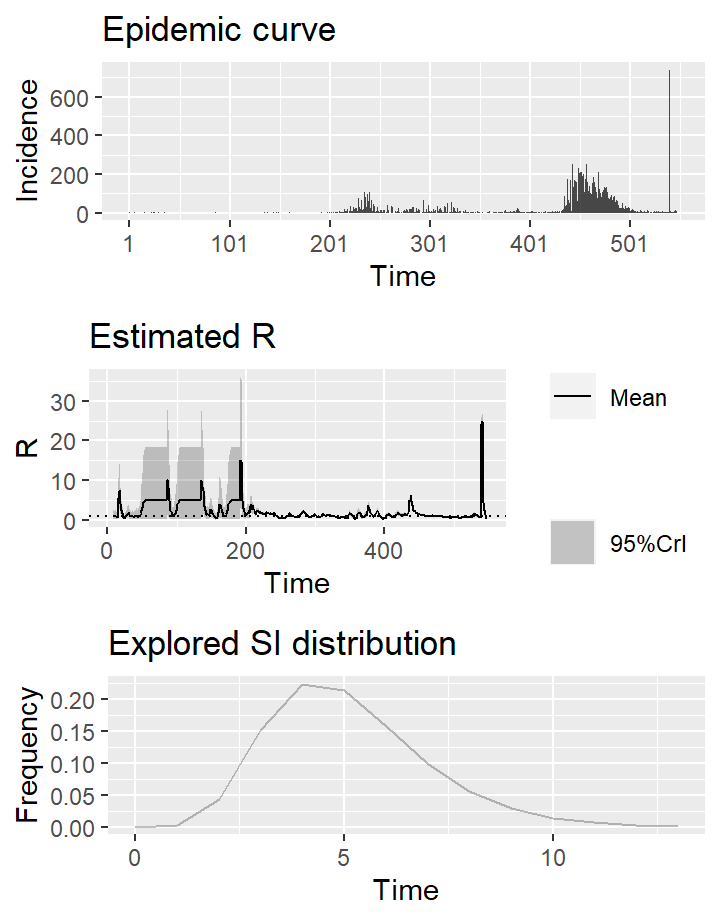 Epidemic curve
Incidence
600
400
200
0
1 101 201 301 401 501
Time
Estimated R
R
30
20
10
0
0 200 400
Time
Mean
95%CrI
Explored SI distribution
Frequency
0.20
0.15
0.10
0.05
0.00
0 5 10
Time